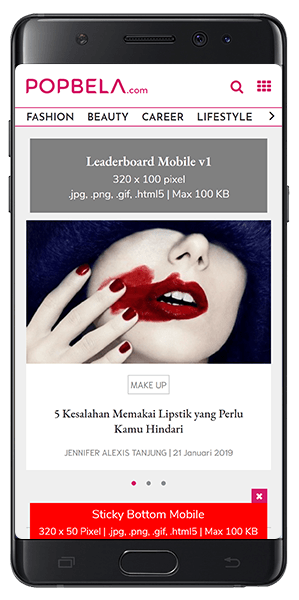 POPBELA.com
FASHION BEAUTY CAREER LIFESTYLE
Leaderboard Mobile v1
320 x 100 pixel
.jpg, .png, .gif, .html5 | Max 100 KB
MAKE UP
5 Kesalahan Memakai Lipstik yang Perlu
Kamu Hindari
JENNIFER ALEXIS TANJUNG | 21 Januari 2019
Sticky Bottom Mobile
320 x 50 Pixel | .jpg, .png, .gif, .html5 | Max 100 KB